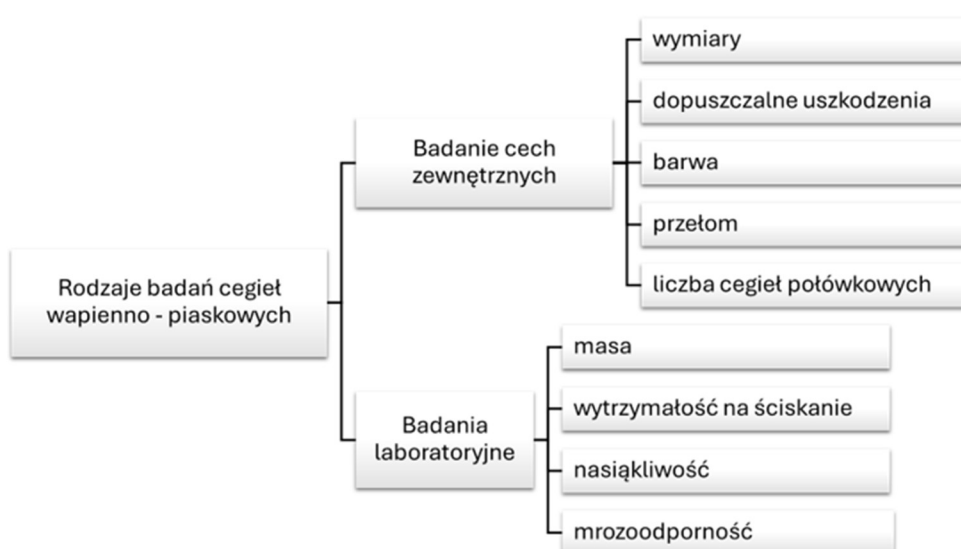 Rodzaje badań cegieł
wapienno - piaskowych
Badanie cech
zewnętrznych
wymiary
dopuszczalne uszkodzenia
barwa
przełom
liczba cegieł połówkowych
Badania
laboratoryjne
masa
wytrzymałość na ściskanie
nasiąkliwość
mrozoodporność